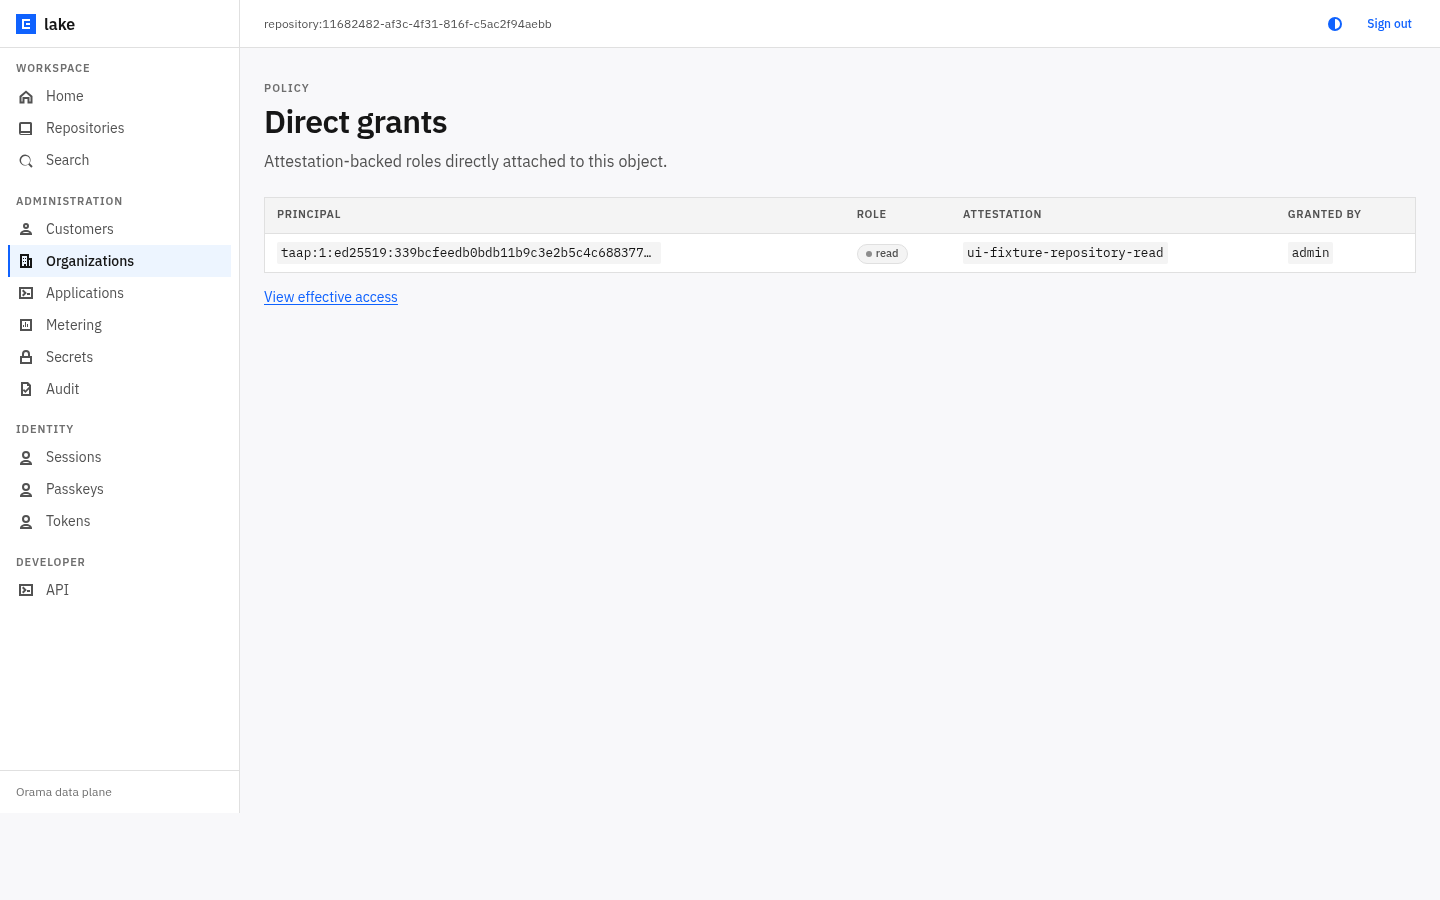 lake
repository:11682482-af3c-4f31-816f-c5ac2f94aebb
Sign out
WORKSPACE
Home
Repositories
Search
ADMINISTRATION
Customers
Organizations
Applications
Metering
Secrets
Audit
IDENTITY
Sessions
Passkeys
Tokens
DEVELOPER
API
Orama data plane
POLICY
Direct grants
Attestation-backed roles directly attached to this object.
PRINCIPAL ROLE ATTESTATION GRANTED BY
taap:1:ed25519:339bcfeedb0bdb11b9c3e2b5c4c688377… read ui-fixture-repository-read admin
View effective access